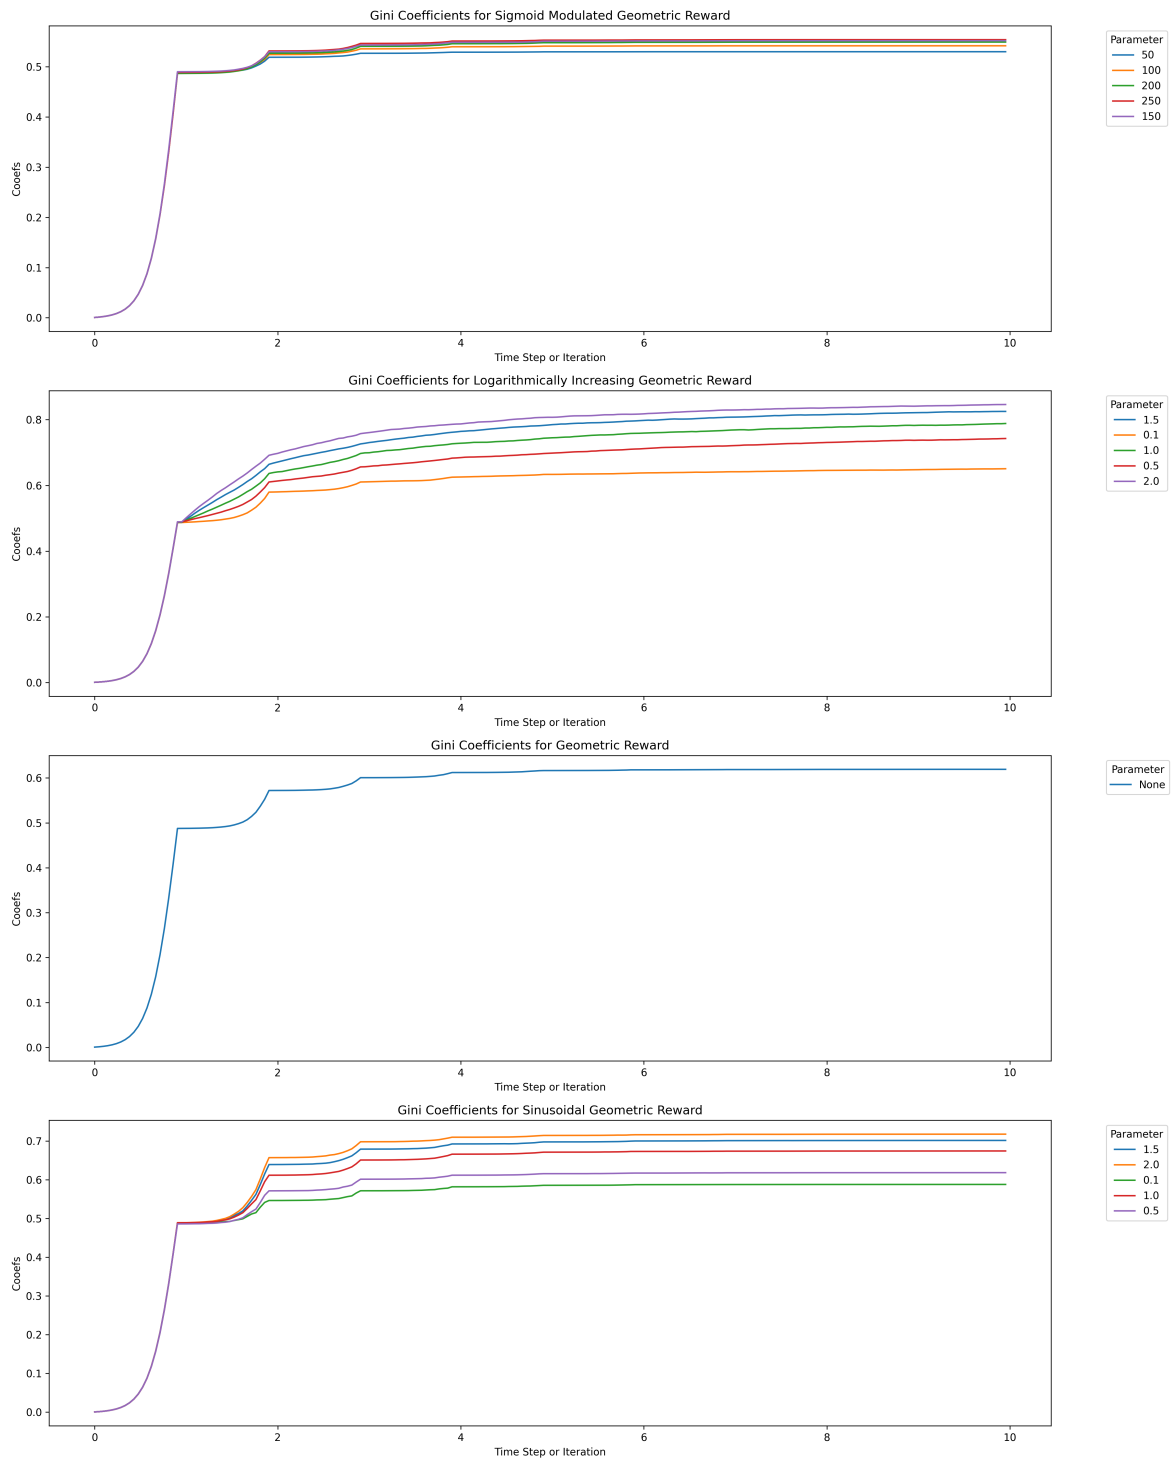 Gini Coefficients for Sigmoid Modulated Geometric Reward
Parameter
50
100
200
250
150
0.5
0.4
0.3
0.2
0.1
0.0
Cooefs
0 2 4 6 8 10
Time Step or Iteration
Gini Coefficients for Logarithmically Increasing Geometric Reward
Parameter
1.5
0.1
1.0
0.5
2.0
0.8
0.6
0.4
0.2
0.0
Cooefs
0 2 4 6 8 10
Time Step or Iteration
Gini Coefficients for Geometric Reward
Parameter
None
0.6
0.5
0.4
0.3
0.2
0.1
0.0
Cooefs
0 2 4 6 8 10
Time Step or Iteration
Gini Coefficients for Sinusoidal Geometric Reward
Parameter
1.5
2.0
0.1
1.0
0.5
0.7
0.6
0.5
0.4
0.3
0.2
0.1
0.0
Cooefs
0 2 4 6 8 10
Time Step or Iteration